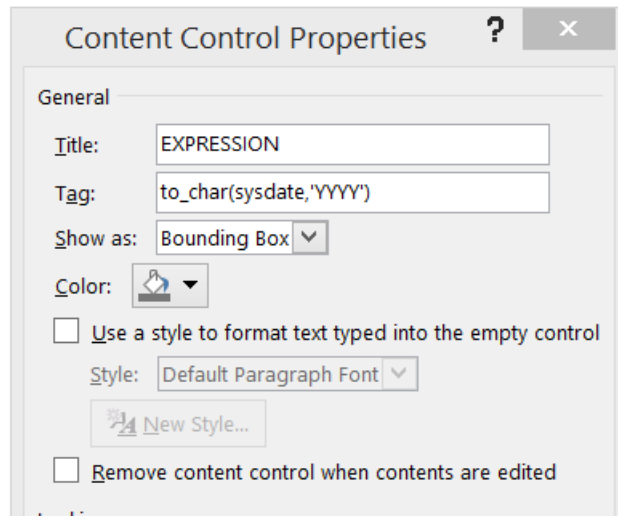 Content Control Properties ? ×
General
Title: EXPRESSION
Tag: to_char(sysdate,'YYYY')
Show as: Bounding Box
Color:
Use a style to format text typed into the empty control
Style: Default Paragraph Font
New Style...
Remove content control when contents are edited